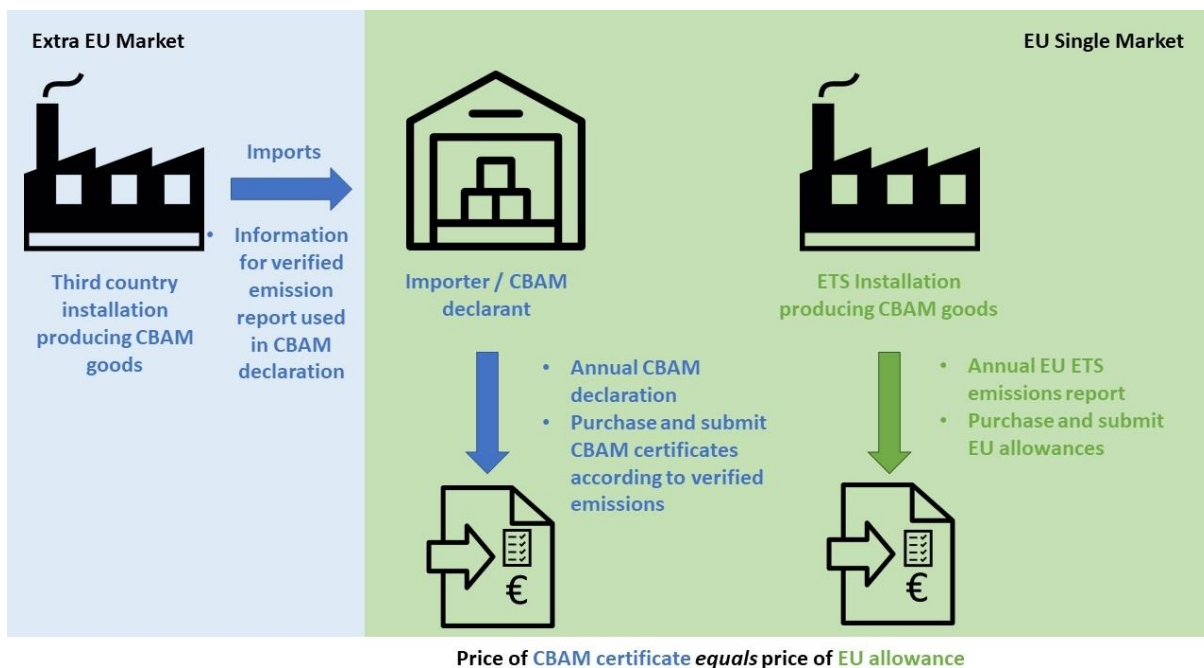 Extra EU Market
EU Single Market
Imports
• Information
for verified
emission
report used
in CBAM
declaration
Third country
installation
producing CBAM
goods
Importer / CBAM
declarant
ETS Installation
producing CBAM goods
• Annual CBAM
declaration
• Purchase and submit
CBAM certificates
according to verified
emissions
• Annual EU ETS
emissions report
• Purchase and submit
EU allowances
€
€
Price of CBAM certificate equals price of EU allowance